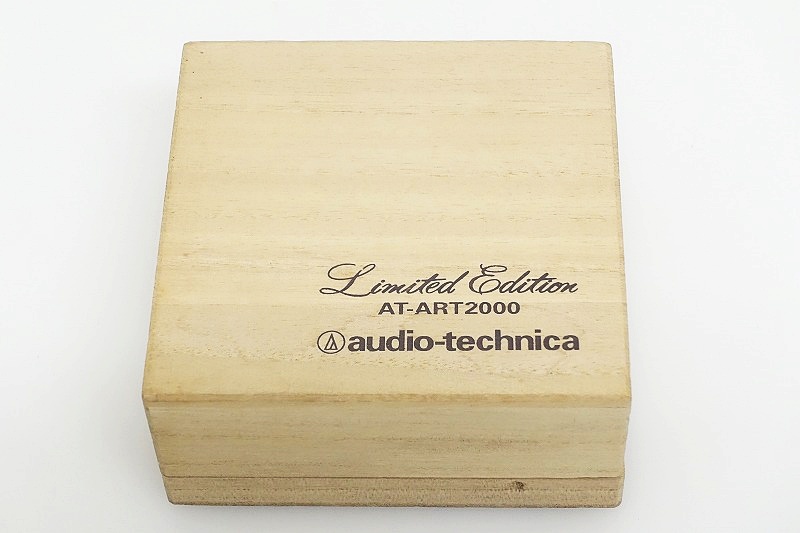 Limited Edition
AT-ART2000
audio-technica